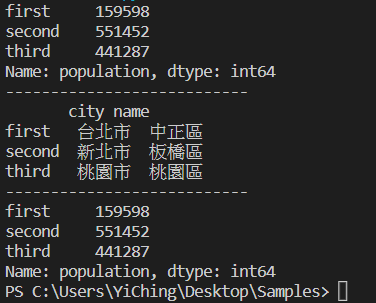 first     159598
second    551452
third     441287
Name: population, dtype: int64
---------------------------
       city name
first   台北市  中正區
second  新北市  板橋區
third   桃園市  桃園區
---------------------------
first     159598
second    551452
third     441287
Name: population, dtype: int64
PS C:\Users\YiChing\Desktop\Samples>